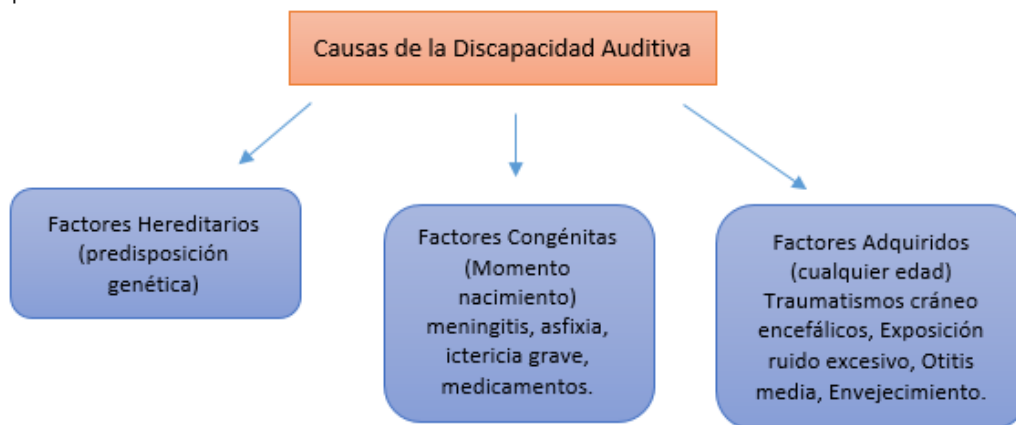 Causas de la Discapacidad Auditiva
Factores Hereditarios
(predisposición
genética)
Factores Congénitas
(Momento
nacimiento)
meningitis, asfixia,
ictericia grave,
medicamentos.
Factores Adquiridos
(cualquier edad)
Traumatismos cráneo
encefálicos, Exposición
ruido excesivo, Otitis
media, Envejecimiento.